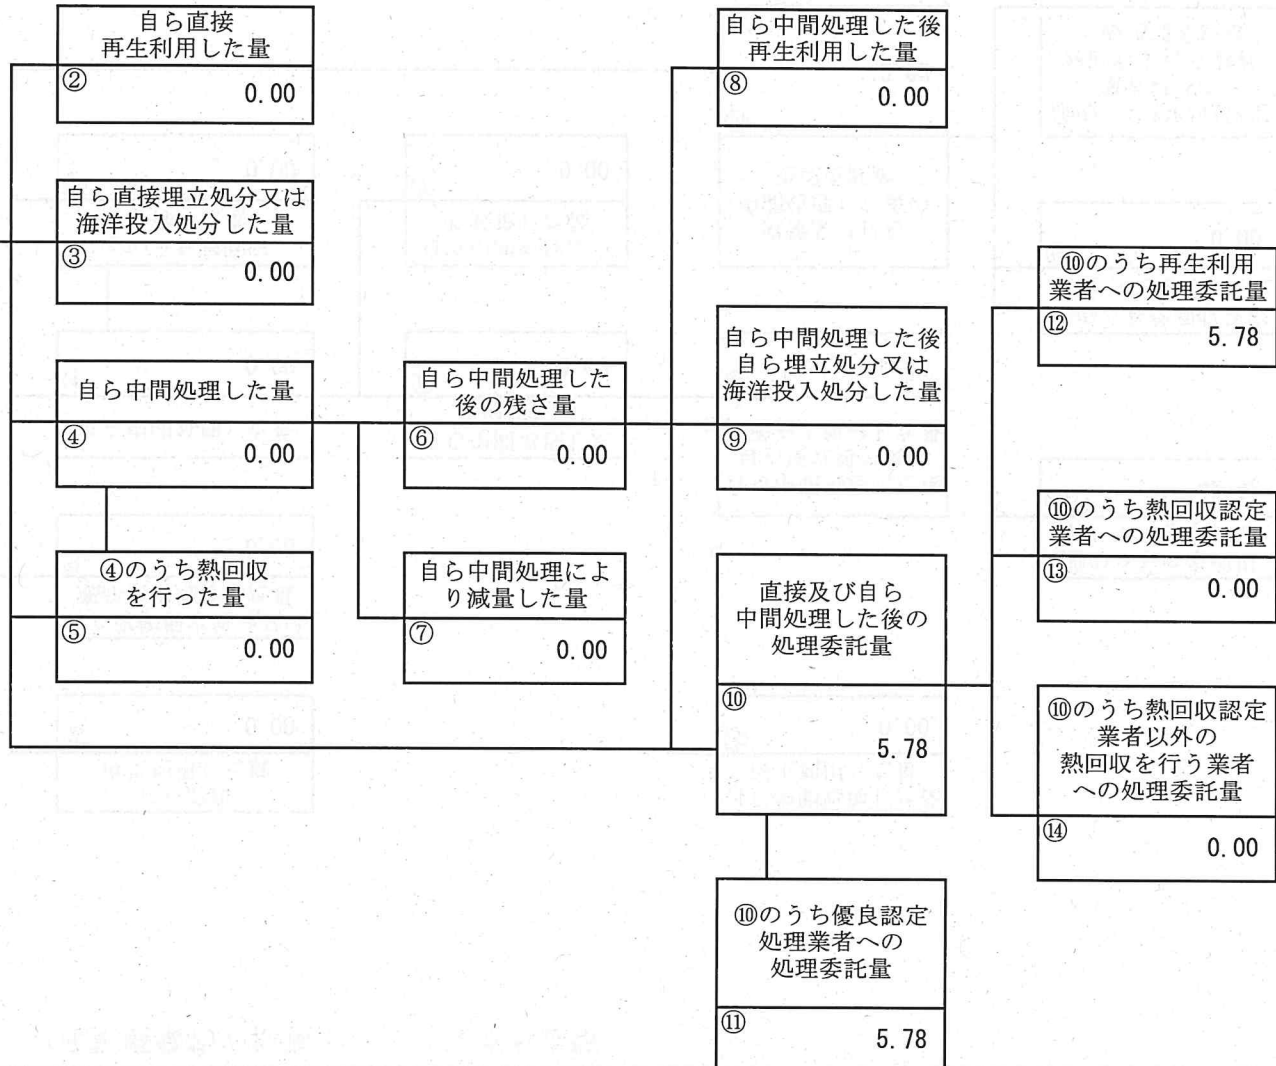 自ら直接
再生利用した量
②
0.00
自ら直接埋立処分又は
海洋投入処分した量
③
0.00
自ら中間処理した量
④
0.00
④のうち熱回収
を行った量
⑤
0.00
自ら中間処理した
後の残さ量
⑥
0.00
自ら中間処理によ
り減量した量
⑦
0.00
自ら中間処理した後
再生利用した量
⑧
0.00
自ら中間処理した後
自ら埋立処分又は
海洋投入処分した量
⑨
0.00
直接及び自ら
中間処理した後の
処理委託量
⑩
5.78
⑩のうち優良認定
処理業者への
処理委託量
⑪
5.78
⑩のうち再生利用
業者への処理委託量
⑫
5.78
⑩のうち熱回収認定
業者への処理委託量
⑬
0.00
⑩のうち熱回収認定
業者以外の
熱回収を行う業者
への処理委託量
⑭
0.00